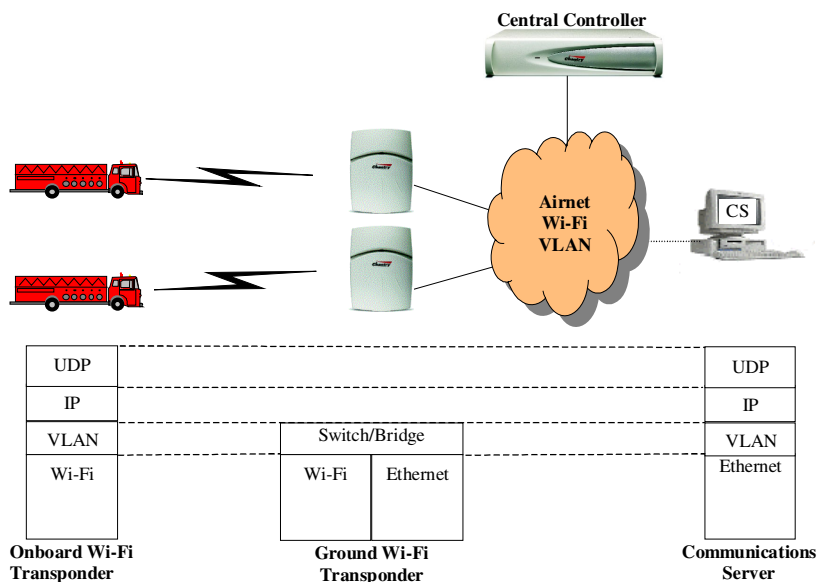 Central Controller
Airnet
Wi-Fi
VLAN
CS
UDP
IP
VLAN
Wi-Fi
Switch/Bridge
Wi-Fi
Ethernet
UDP
IP
VLAN
Ethernet
Onboard Wi-Fi
Transponder
Ground Wi-Fi
Transponder
Communications
Server